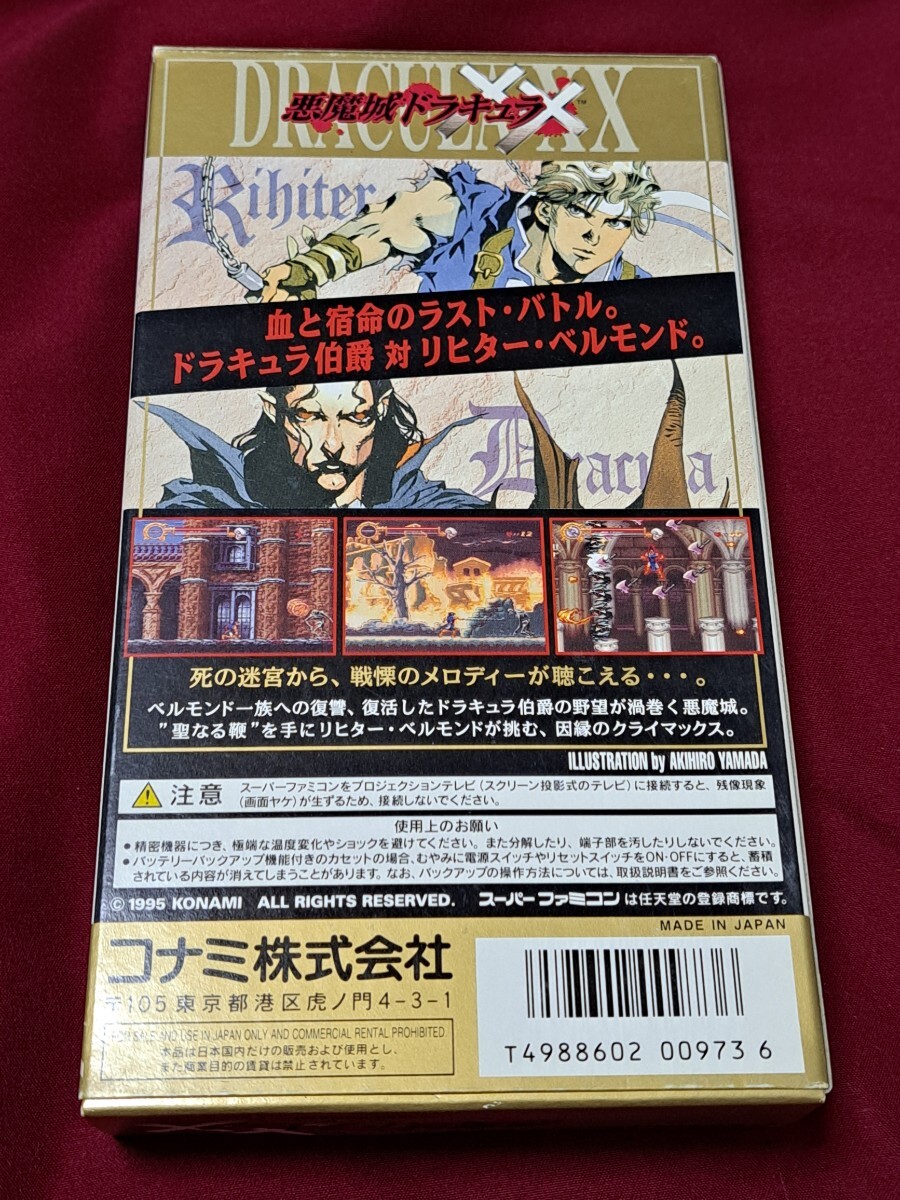 DRACULA XX
悪魔城ドラキュラXX™
Rihiter
血と宿命のラスト・バトル。
ドラキュラ伯爵 対 リヒター・ベルモンド。
Dracula
死の迷宮から、戦慄のメロディーが聴こえる・・・。
ベルモンド一族への復讐、復活したドラキュラ伯爵の野望が渦巻く悪魔城。
"聖なる鞭"を手にリヒター・ベルモンドが挑む、因縁のクライマックス。
ILLUSTRATION by AKIHIRO YAMADA
注意 スーパーファミコンをプロジェクションテレビ(スクリーン投影式のテレビ)に接続すると、残像現象
(画面ヤケ)が生ずるため、接続しないでください。
使用上のお願い
●精密機器につき、極端な温度変化やショックを避けてください。また分解したり、端子部を汚したりしないでください。
●バッテリーバックアップ機能付きのカセットの場合、むやみに電源スイッチやリセットスイッチをON・OFFにすると、蓄積
されている内容が消えてしまうことがあります。なお、バックアップの操作方法については、取扱説明書をご参照ください。
© 1995 KONAMI ALL RIGHTS RESERVED. スーパーファミコンは任天堂の登録商標です。
MADE IN JAPAN
コナミ株式会社
〒105 東京都港区虎ノ門4-3-1
FOR SALE AND USE IN JAPAN ONLY AND COMMERCIAL RENTAL PROHIBITED.
本品は日本国内だけの販売および使用とし、
また商業目的の賃貸は禁止されています。
T4988602 009736